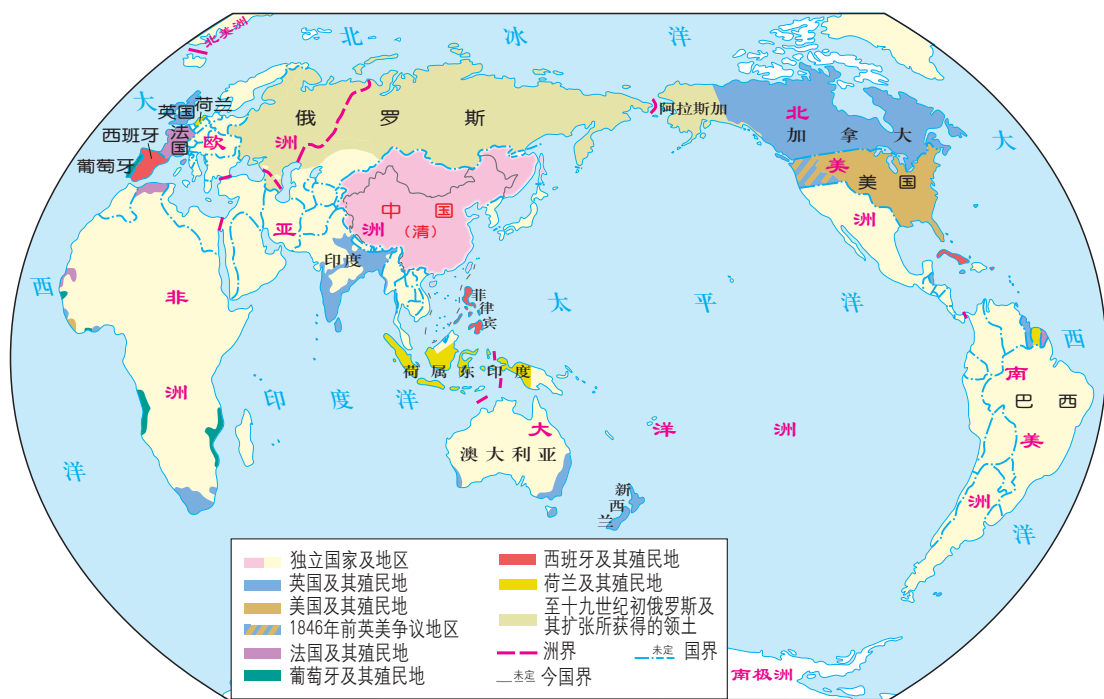 北美洲
北冰洋
大
英国
荷兰
西班牙
法国
葡萄牙
欧洲
俄罗斯
阿拉斯加
北
加拿大
大
美
美国
洲
中国
(清)
亚洲
印度
西
非
菲律宾
太平洋
西
荷属东印度
南
洲
印度洋
大洋洲
巴西
美
澳大利亚
洋
新西兰
洲
洋
独立国家及地区
英国及其殖民地
美国及其殖民地
1846年前英美争议地区
法国及其殖民地
葡萄牙及其殖民地
西班牙及其殖民地
荷兰及其殖民地
至十九世纪初俄罗斯及
其扩张所获得的领土
洲界
未定 国界
未定 今国界
南极洲